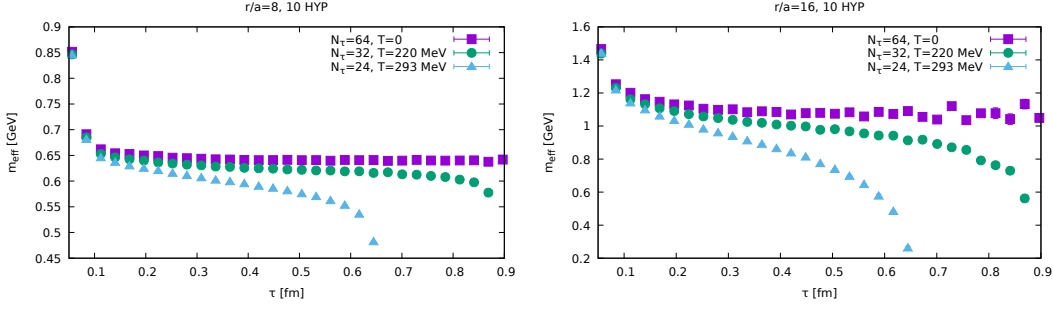 r/a=8, 10 HYP
m_eff [GeV]
0.9
0.85
0.8
0.75
0.7
0.65
0.6
0.55
0.5
0.45
N_τ=64, T=0
N_τ=32, T=220 MeV
N_τ=24, T=293 MeV
0.1 0.2 0.3 0.4 0.5 0.6 0.7 0.8 0.9
τ [fm]
r/a=16, 10 HYP
m_eff [GeV]
1.6
1.4
1.2
1
0.8
0.6
0.4
0.2
N_τ=64, T=0
N_τ=32, T=220 MeV
N_τ=24, T=293 MeV
0.1 0.2 0.3 0.4 0.5 0.6 0.7 0.8 0.9
τ [fm]